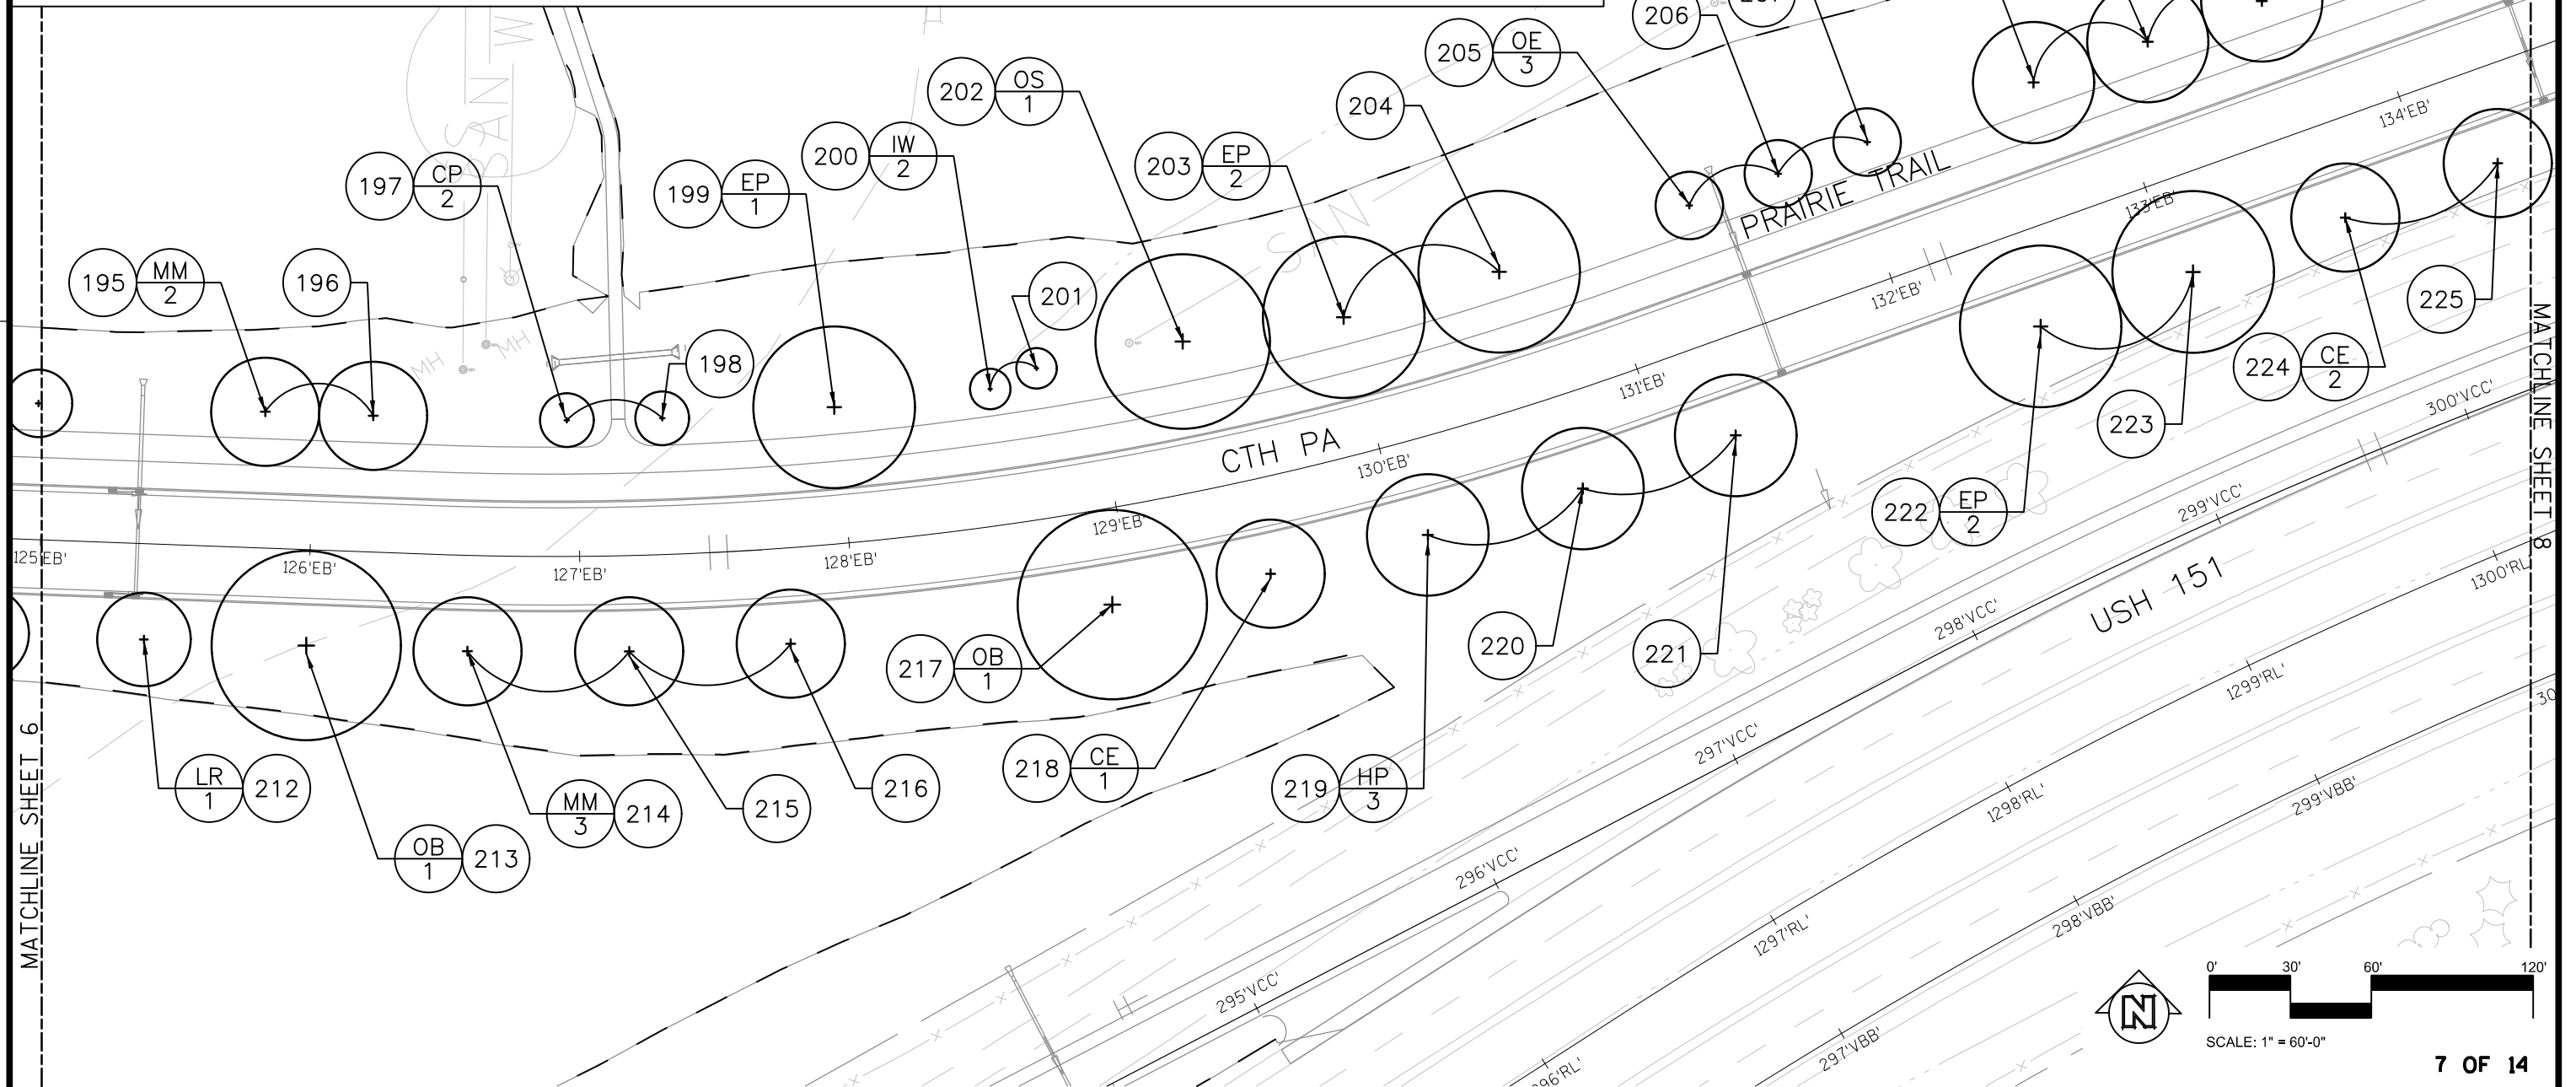 206
205 OE
3
202 OS
1
204
134'EB'
200 IW
2
203 EP
2
197 CP
2
199 EP
1
SAN
PRAIRIE TRAIL
133'EB'
195 MM
2
196
201
132'EB'
225
MH
MH
198
224 CE
2
131'EB'
223
300'VCC'
MATCHLINE SHEET 8
CTH PA
130'EB'
222 EP
2
299'VCC'
129'EB'
125'EB'
126'EB'
127'EB'
128'EB'
1300'RL'
USH 151
298'VCC'
217 OB
1
220
221
1299'RL'
MATCHLINE SHEET 6
LR 212
1
MM 214
3
215
216
218 CE
1
219 HP
3
297'VCC'
1298'RL'
299'VBB'
OB 213
1
296'VCC'
1297'RL'
298'VBB'
295'VCC'
297'VBB'
0' 30' 60' 120'
N
SCALE: 1" = 60'-0"
7 OF 14